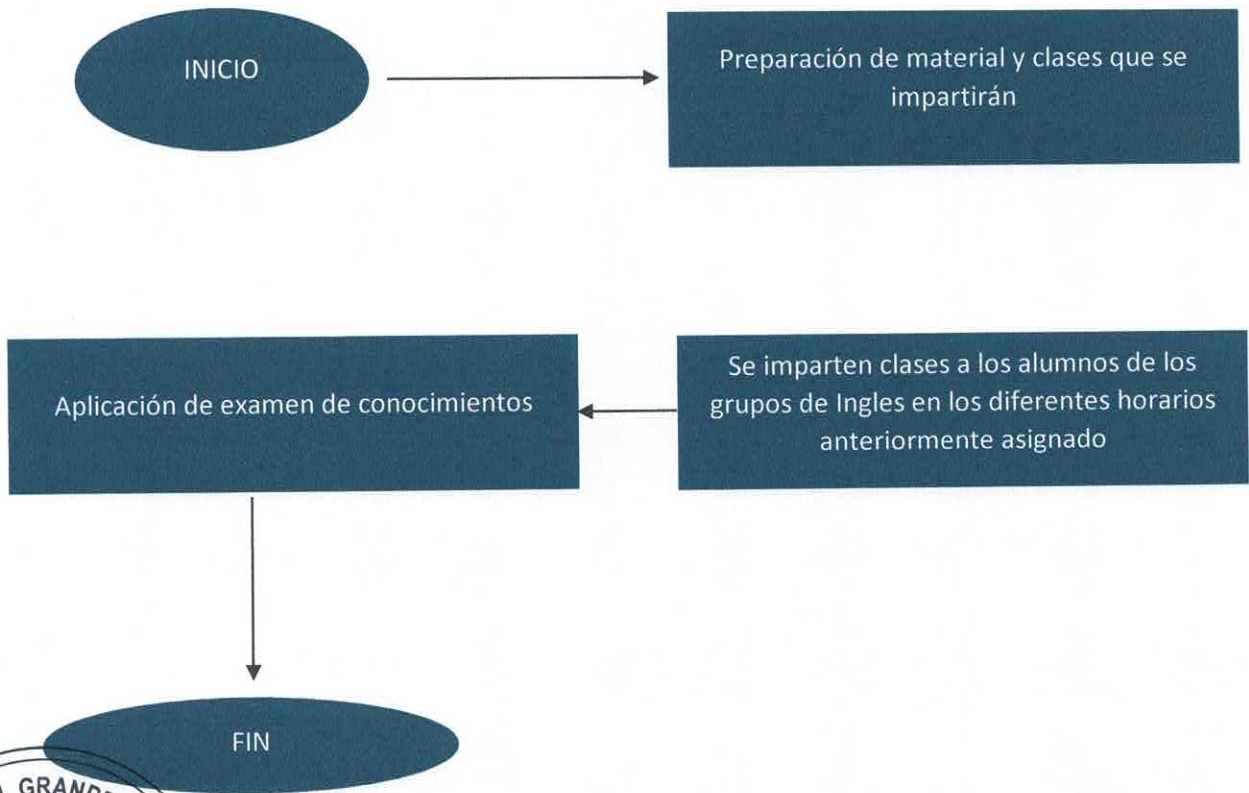 INICIO
Preparación de material y clases que se
impartirán
Se imparten clases a los alumnos de los
grupos de Ingles en los diferentes horarios
anteriormente asignado
Aplicación de examen de conocimientos
FIN